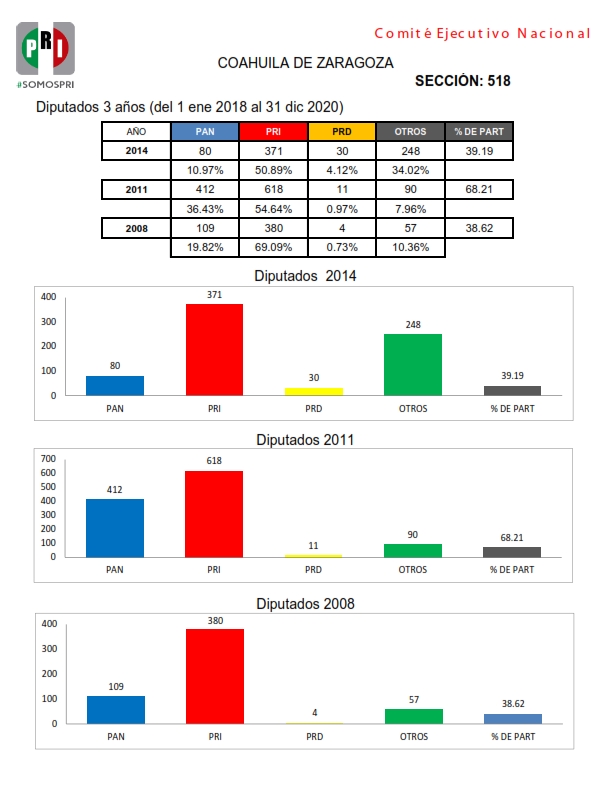 PRI
#SOMOSPRI
Comité Ejecutivo Nacional
COAHUILA DE ZARAGOZA
SECCIÓN: 518
Diputados 3 años (del 1 ene 2018 al 31 dic 2020)
AÑO PAN PRI PRD OTROS % DE PART
2014 80 371 30 248 39.19
10.97% 50.89% 4.12% 34.02%
2011 412 618 11 90 68.21
36.43% 54.64% 0.97% 7.96%
2008 109 380 4 57 38.62
19.82% 69.09% 0.73% 10.36%
Diputados 2014
400
300
200
100
0
80 371 30 248 39.19
PAN PRI PRD OTROS % DE PART
Diputados 2011
700
600
500
400
300
200
100
0
412 618 11 90 68.21
PAN PRI PRD OTROS % DE PART
Diputados 2008
400
300
200
100
0
109 380 4 57 38.62
PAN PRI PRD OTROS % DE PART